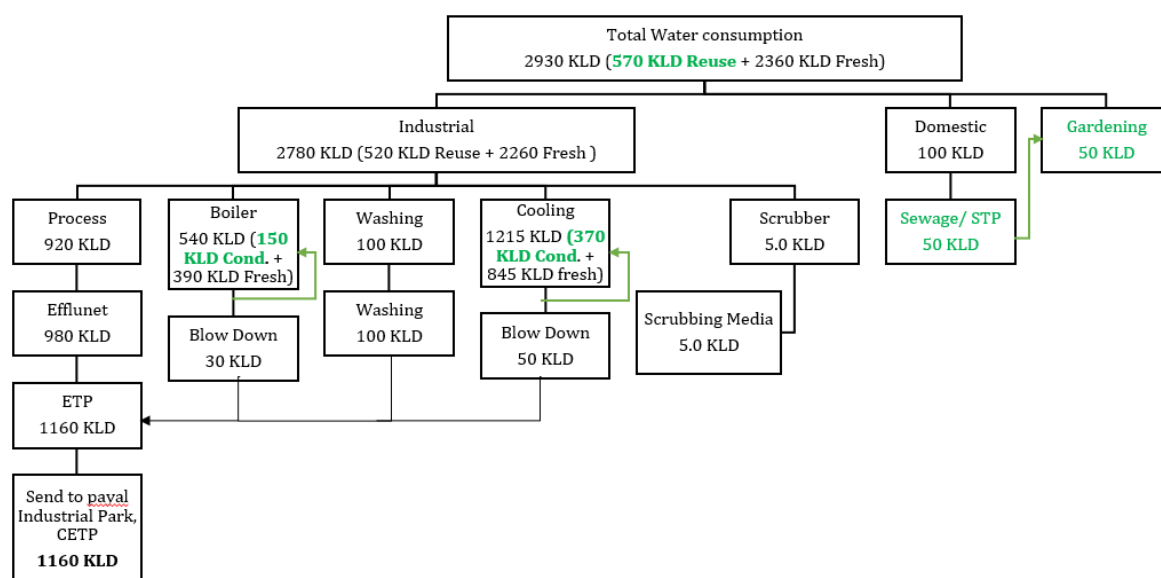 Total Water consumption
2930 KLD (570 KLD Reuse + 2360 KLD Fresh)
Industrial
2780 KLD (520 KLD Reuse + 2260 Fresh )
Domestic
100 KLD
Gardening
50 KLD
Process
920 KLD
Boiler
540 KLD (150
KLD Cond. +
390 KLD Fresh)
Washing
100 KLD
Cooling
1215 KLD (370
KLD Cond. +
845 KLD fresh)
Scrubber
5.0 KLD
Sewage/ STP
50 KLD
Efflunet
980 KLD
Blow Down
30 KLD
Washing
100 KLD
Blow Down
50 KLD
Scrubbing Media
5.0 KLD
ETP
1160 KLD
Send to payal
Industrial Park,
CETP
1160 KLD